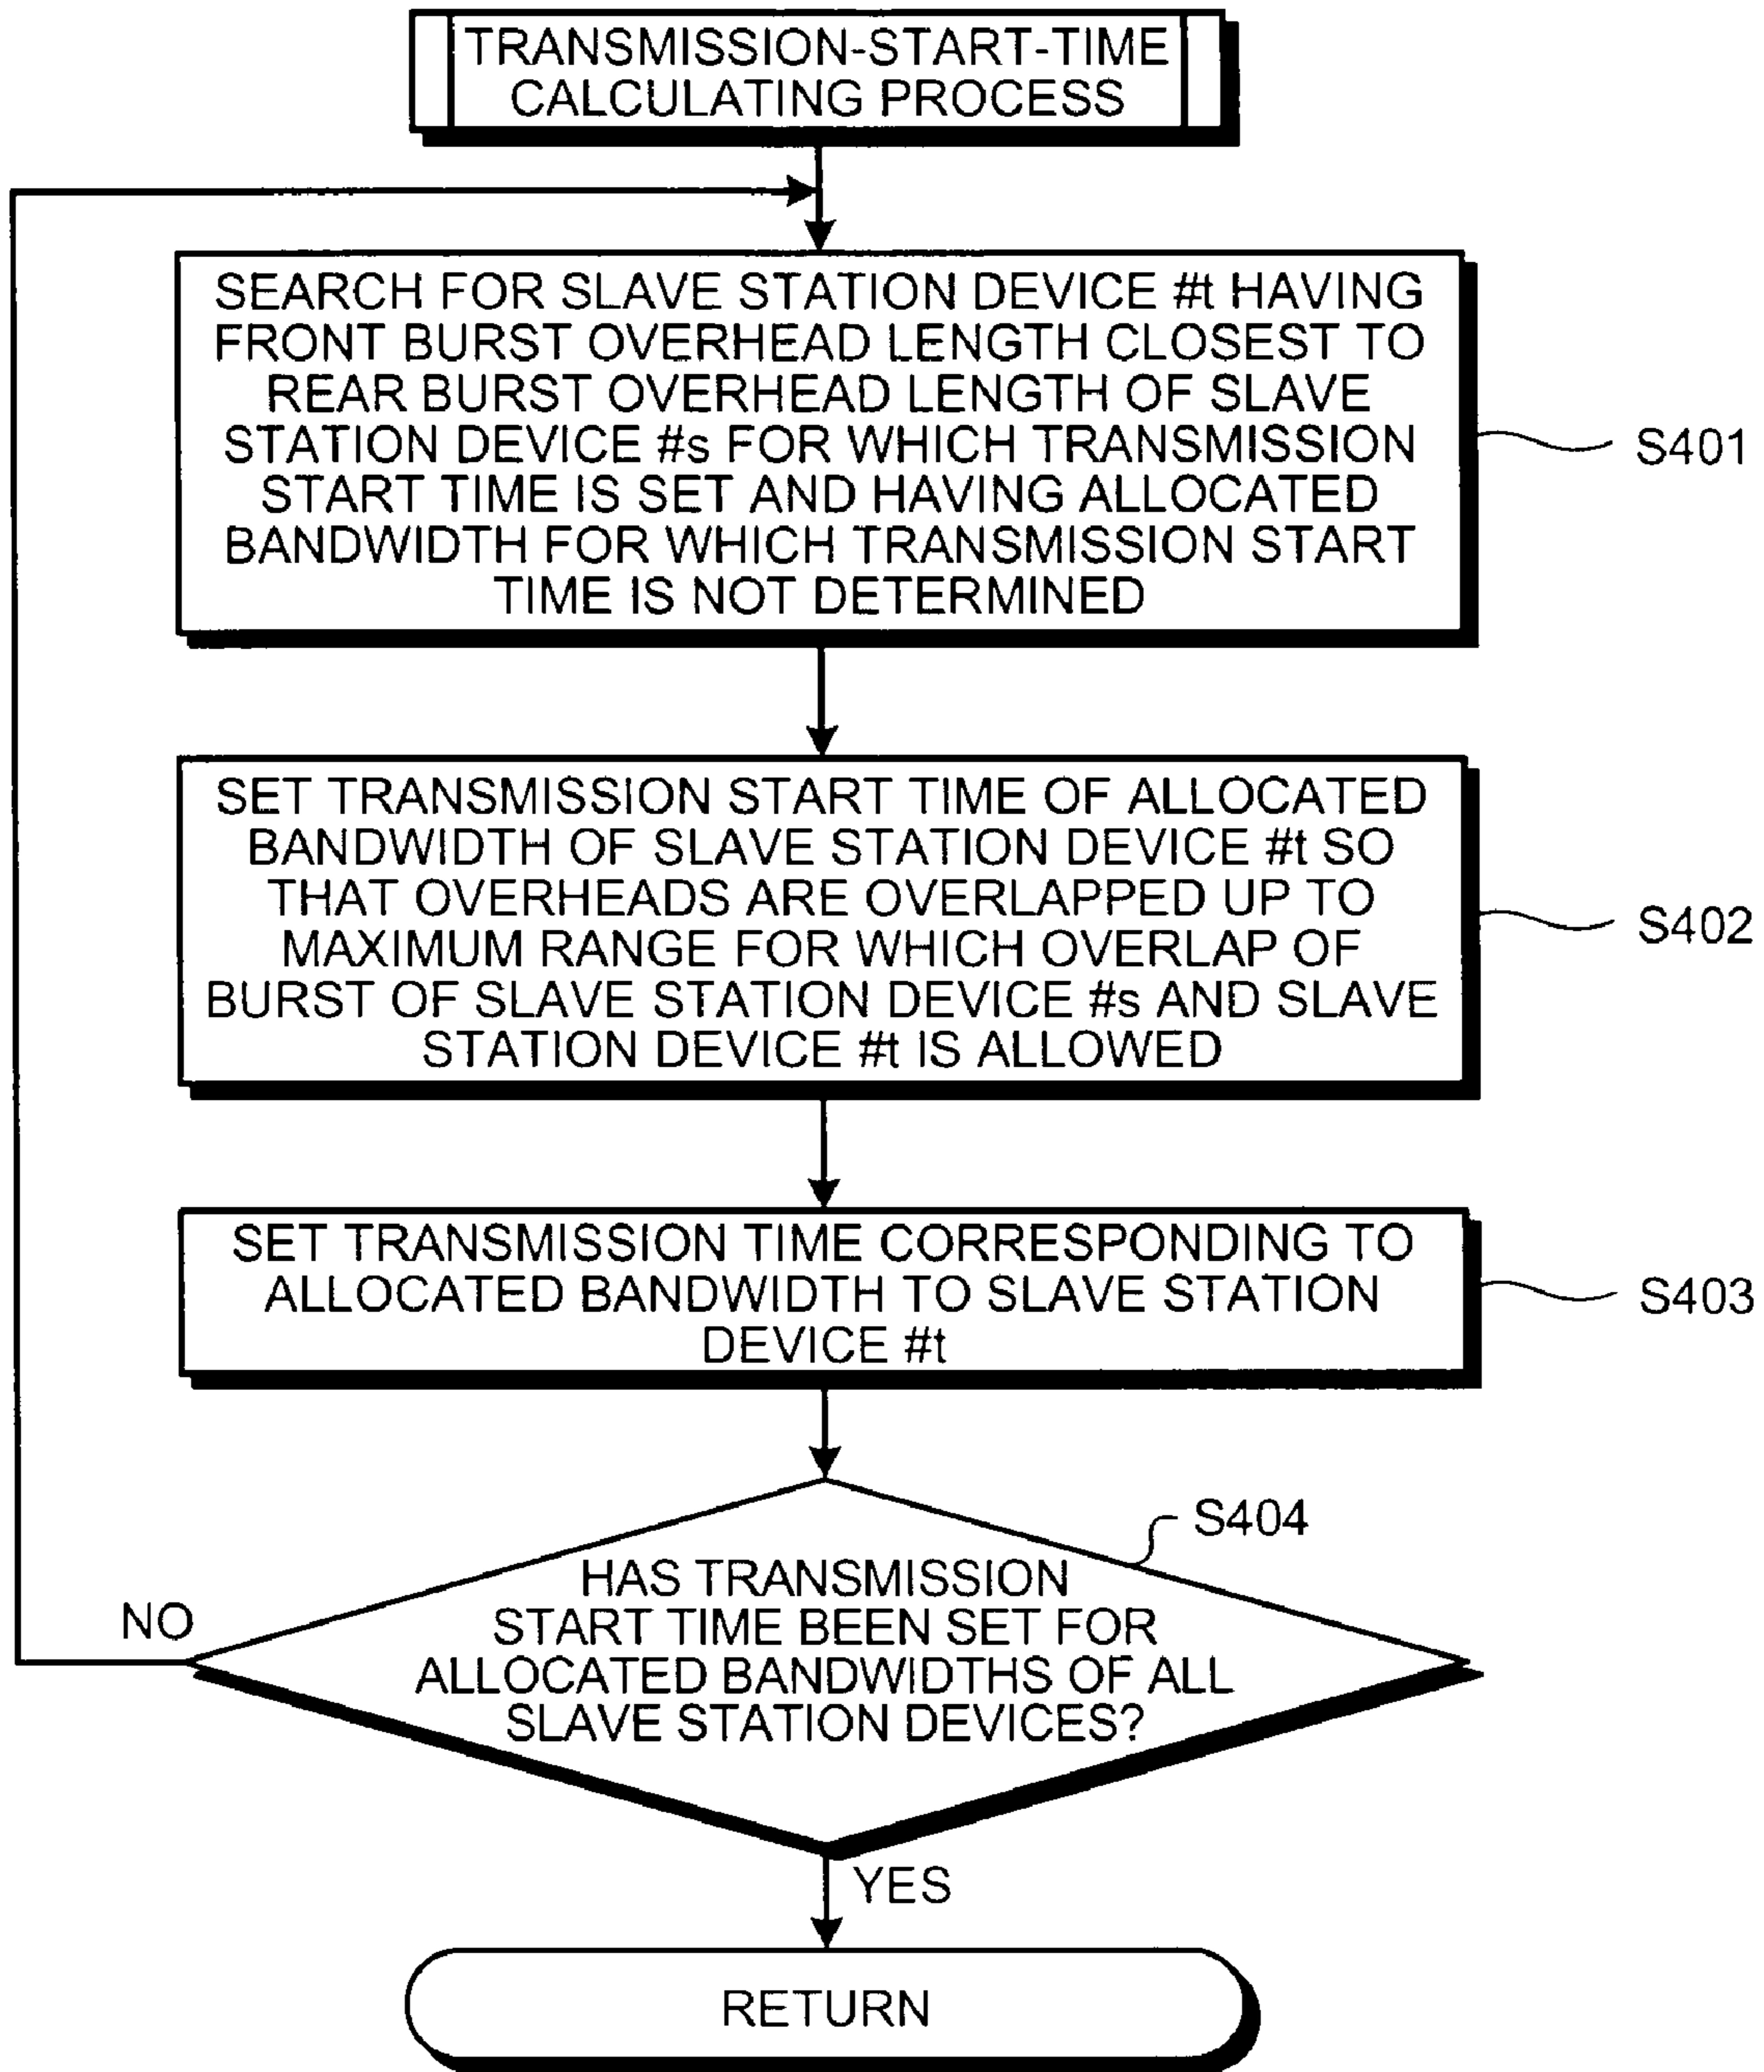 TRANSMISSION-START-TIME
CALCULATING PROCESS
SEARCH FOR SLAVE STATION DEVICE #t HAVING
FRONT BURST OVERHEAD LENGTH CLOSEST TO
REAR BURST OVERHEAD LENGTH OF SLAVE
STATION DEVICE #s FOR WHICH TRANSMISSION
START TIME IS SET AND HAVING ALLOCATED
BANDWIDTH FOR WHICH TRANSMISSION START
TIME IS NOT DETERMINED
S401
SET TRANSMISSION START TIME OF ALLOCATED
BANDWIDTH OF SLAVE STATION DEVICE #t SO
THAT OVERHEADS ARE OVERLAPPED UP TO
MAXIMUM RANGE FOR WHICH OVERLAP OF
BURST OF SLAVE STATION DEVICE #s AND SLAVE
STATION DEVICE #t IS ALLOWED
S402
SET TRANSMISSION TIME CORRESPONDING TO
ALLOCATED BANDWIDTH TO SLAVE STATION
DEVICE #t
S403
S404
HAS TRANSMISSION
START TIME BEEN SET FOR
ALLOCATED BANDWIDTHS OF ALL
SLAVE STATION DEVICES?
NO
YES
RETURN